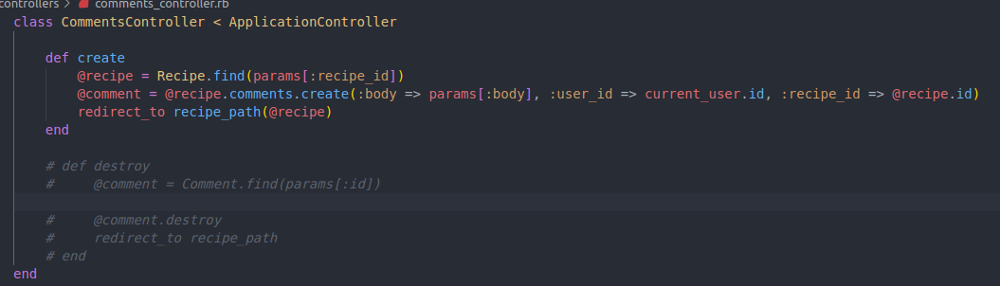 controllers > comments_controller.rb
class CommentsController < ApplicationController
def create
@recipe = Recipe.find(params[:recipe_id])
@comment = @recipe.comments.create(:body => params[:body], :user_id => current_user.id, :recipe_id => @recipe.id)
redirect_to recipe_path(@recipe)
end
# def destroy
# @comment = Comment.find(params[:id])
# @comment.destroy
# redirect_to recipe_path
# end
end